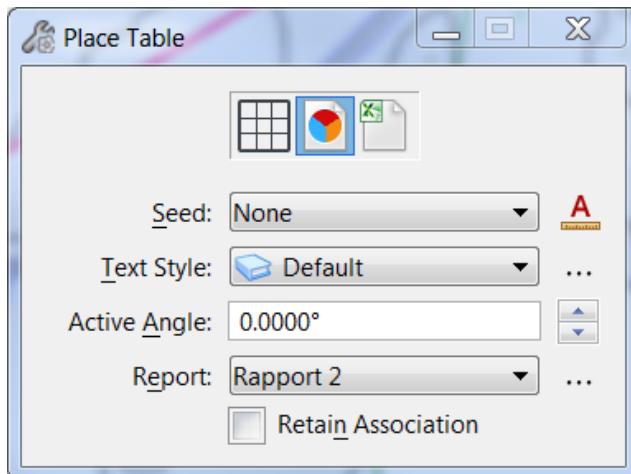 Place Table
Seed: None A
Text Style: Default ...
Active Angle: 0.0000°
Report: Rapport 2 ...
Retain Association